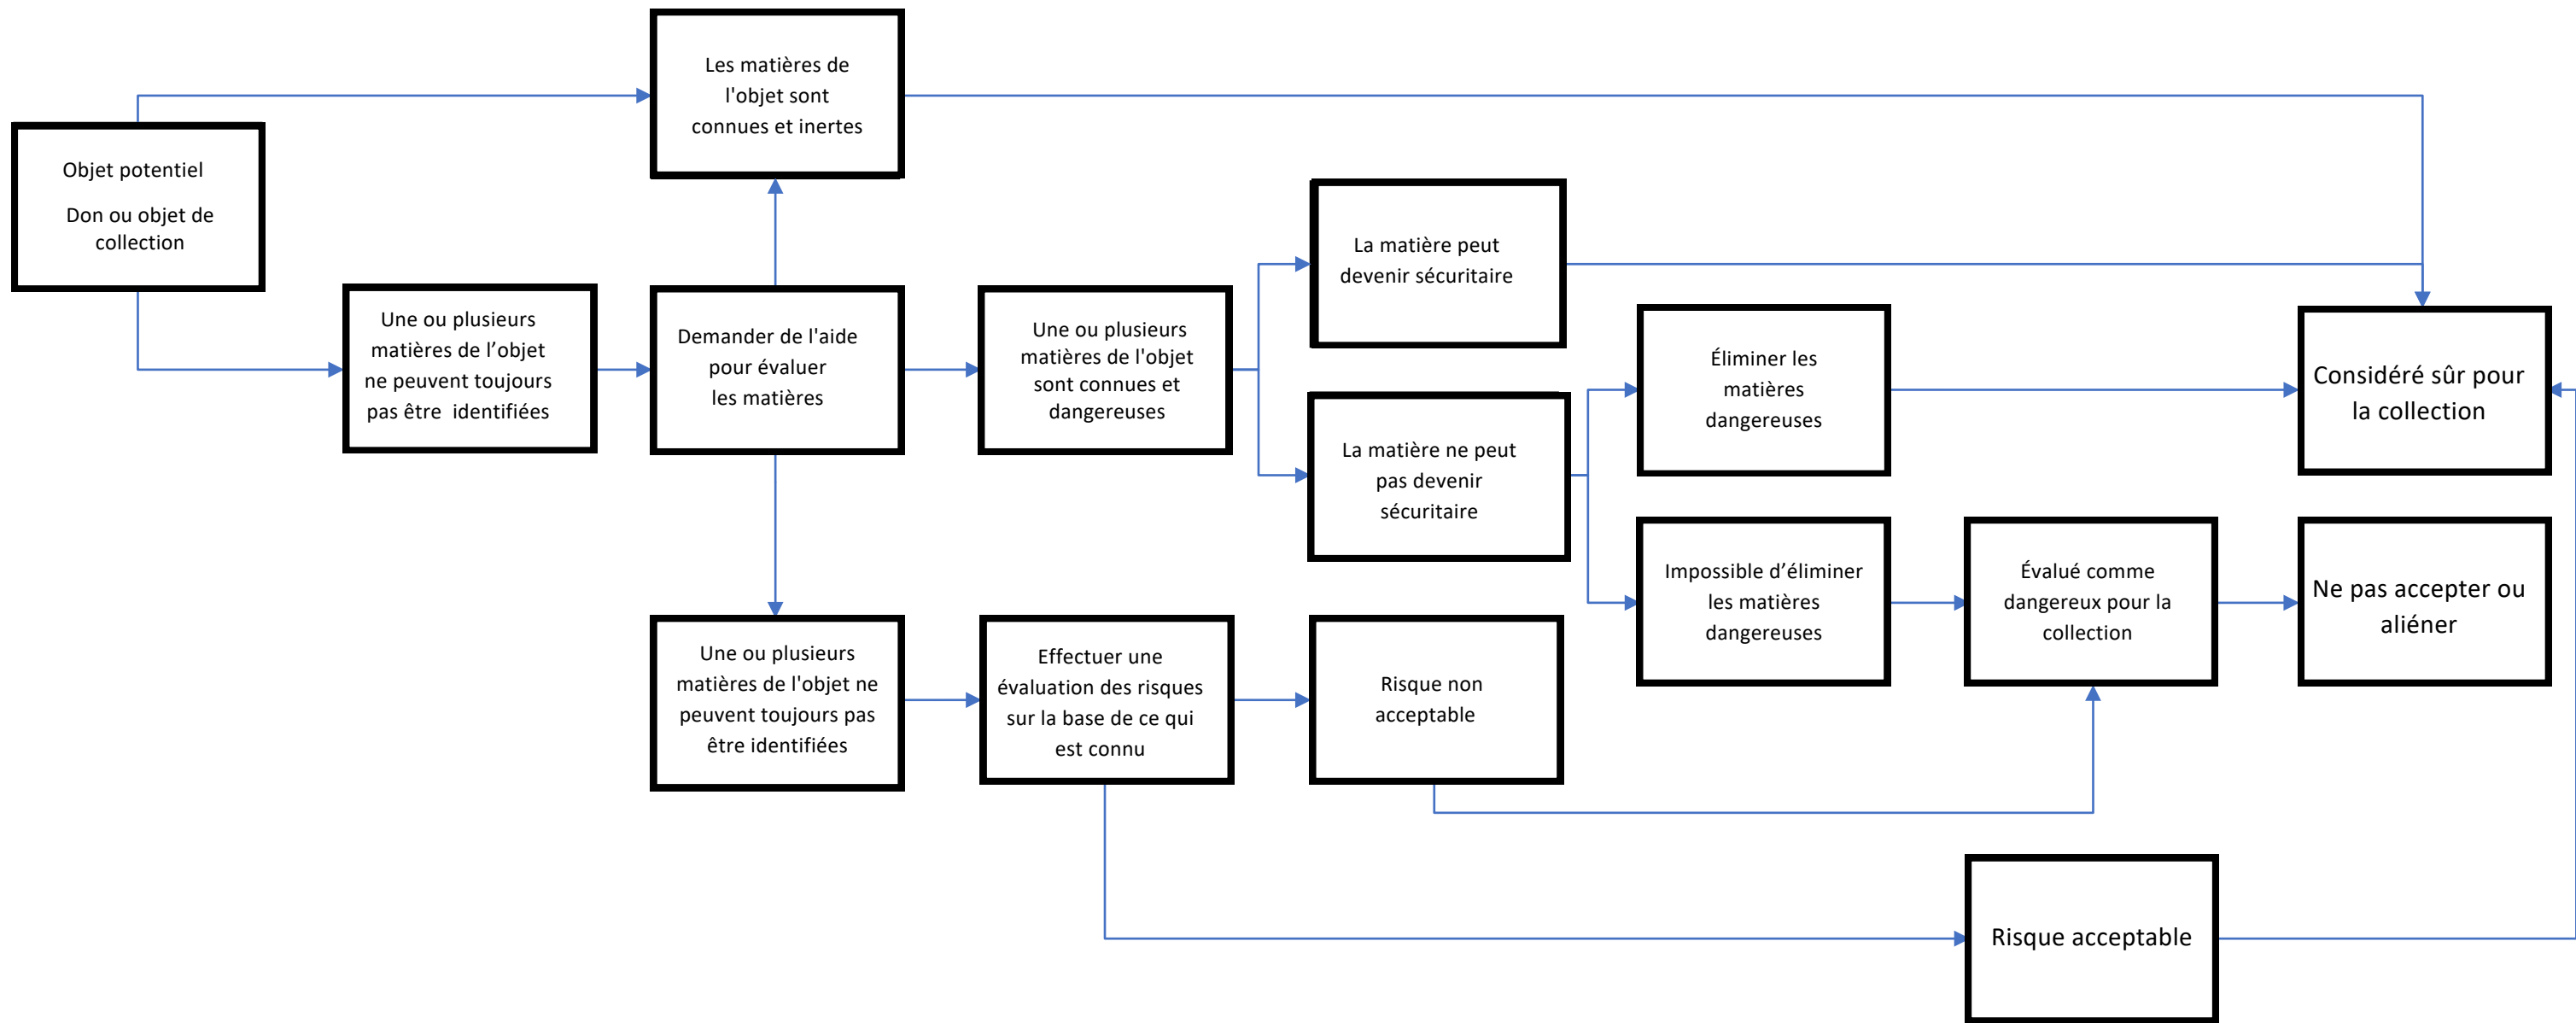 Les matières de
l'objet sont
connues et inertes
Objet potentiel
Don ou objet de
collection
Une ou plusieurs
matières de l’objet
ne peuvent toujours
pas être identifiées
Demander de l'aide
pour évaluer
les matières
Une ou plusieurs
matières de l'objet
sont connues et
dangereuses
La matière peut
devenir sécuritaire
La matière ne peut
pas devenir
sécuritaire
Éliminer les
matières
dangereuses
Considéré sûr pour
la collection
Impossible d’éliminer
les matières
dangereuses
Évalué comme
dangereux pour la
collection
Ne pas accepter ou
aliéner
Une ou plusieurs
matières de l'objet ne
peuvent toujours pas
être identifiées
Effectuer une
évaluation des risques
sur la base de ce qui
est connu
Risque non
acceptable
Risque acceptable